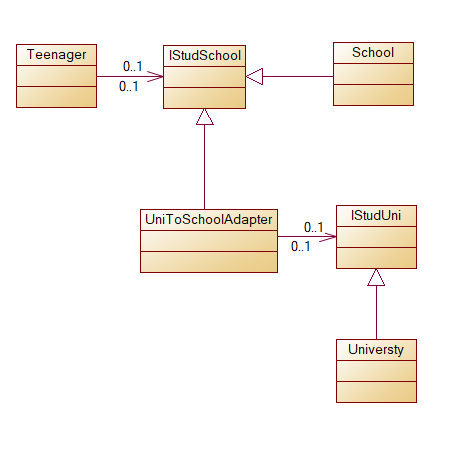 Teenager
IStudSchool
School
0..1
0..1
UniToSchoolAdapter
IStudUni
0..1
0..1
Universty